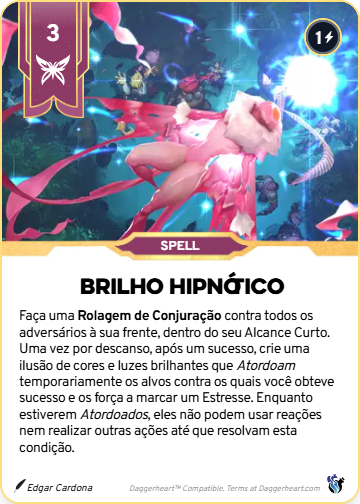 3
1
SPELL
BRILHO HIPNÓTICO
Faça uma Rolagem de Conjuração contra todos os
adversários à sua frente, dentro do seu Alcance Curto.
Uma vez por descanso, após um sucesso, crie uma
ilusão de cores e luzes brilhantes que Atordoam
temporariamente os alvos contra os quais você obteve
sucesso e os força a marcar um Estresse. Enquanto
estiverem Atordoados, eles não podem usar reações
nem realizar outras ações até que resolvam esta
condição.
Edgar Cardona
Daggerheart™ Compatible. Terms at Daggerheart.com